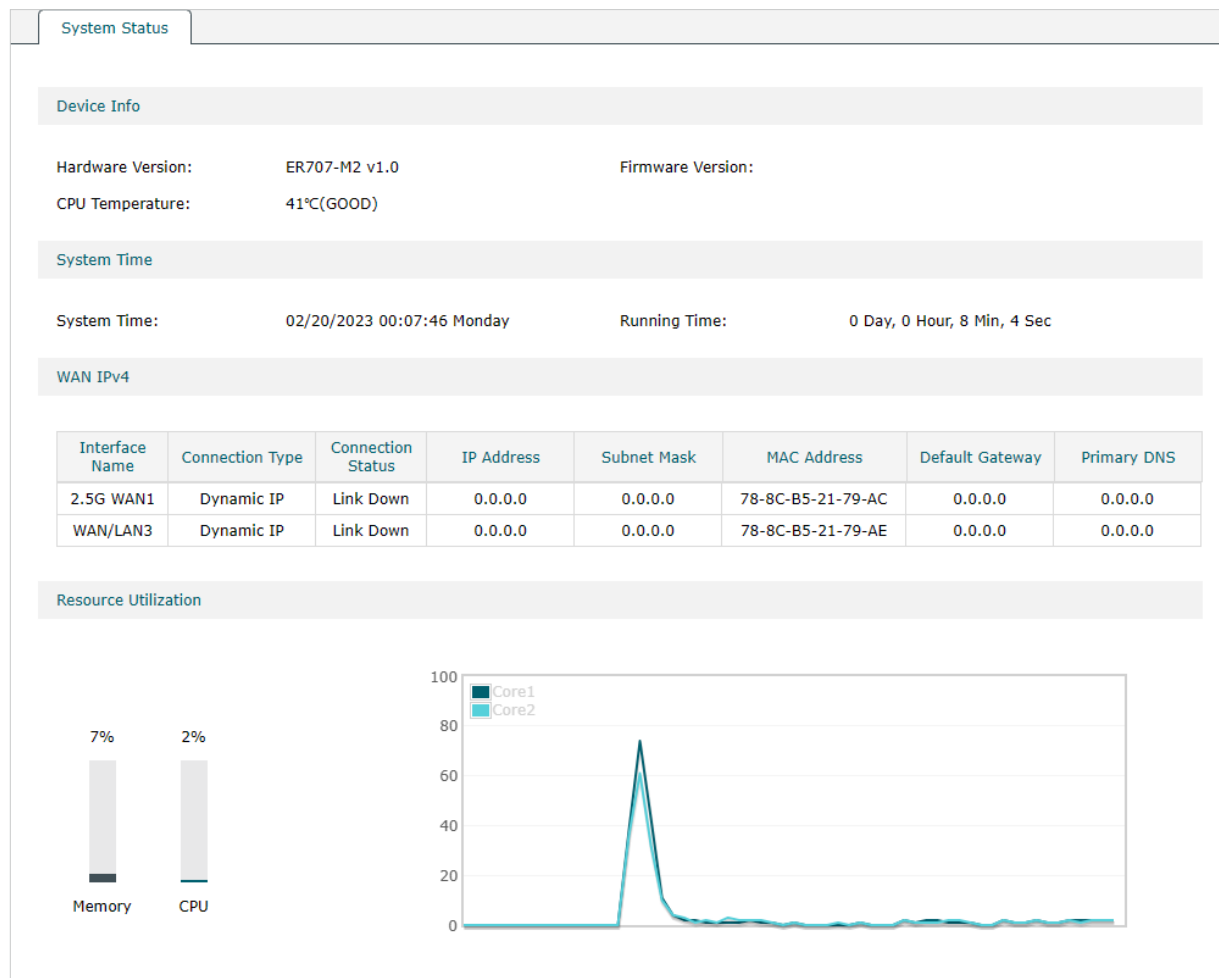 System Status
Device Info
Hardware Version: ER707-M2 v1.0 Firmware Version:
CPU Temperature: 41℃(GOOD)
System Time
System Time: 02/20/2023 00:07:46 Monday Running Time: 0 Day, 0 Hour, 8 Min, 4 Sec
WAN IPv4
Interface Name Connection Type Connection Status IP Address Subnet Mask MAC Address Default Gateway Primary DNS
2.5G WAN1 Dynamic IP Link Down 0.0.0.0 0.0.0.0 78-8C-B5-21-79-AC 0.0.0.0 0.0.0.0
WAN/LAN3 Dynamic IP Link Down 0.0.0.0 0.0.0.0 78-8C-B5-21-79-AE 0.0.0.0 0.0.0.0
Resource Utilization
7% 2%
Memory CPU
100
Core1
Core2
80
60
40
20
0